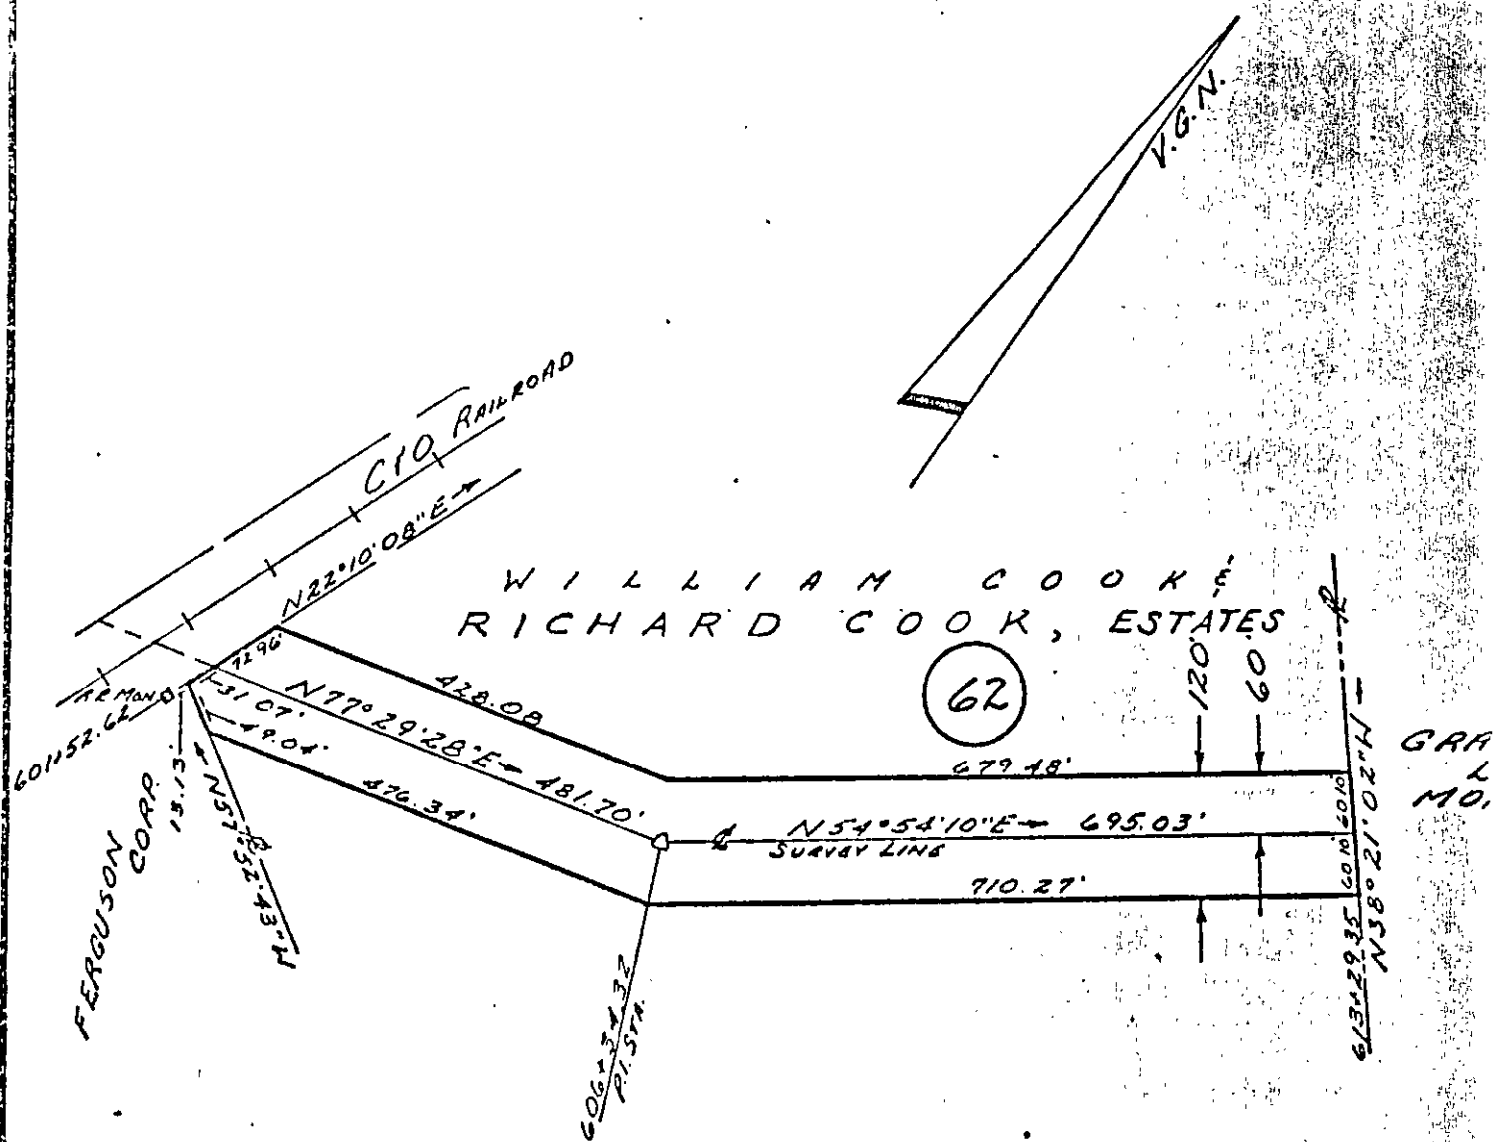 V.G.N.
C & O RAILROAD
N22°10'08"E
WILLIAM COOK &
RICHARD COOK, ESTATES
62
120'
60'
72.96
428.08
RR MON
31.07'
N77°29'28"E 481.70'
601+52.62
49.04'
476.34'
13.13'
FERGUSON
CORP.
679.48'
N54°54'10"E 695.03'
SURVEY LINE
710.27'
60.10
60.10
N38°21'02"W
613+29.35
606+34.32
P.I. STA.
GRA
L
MO.